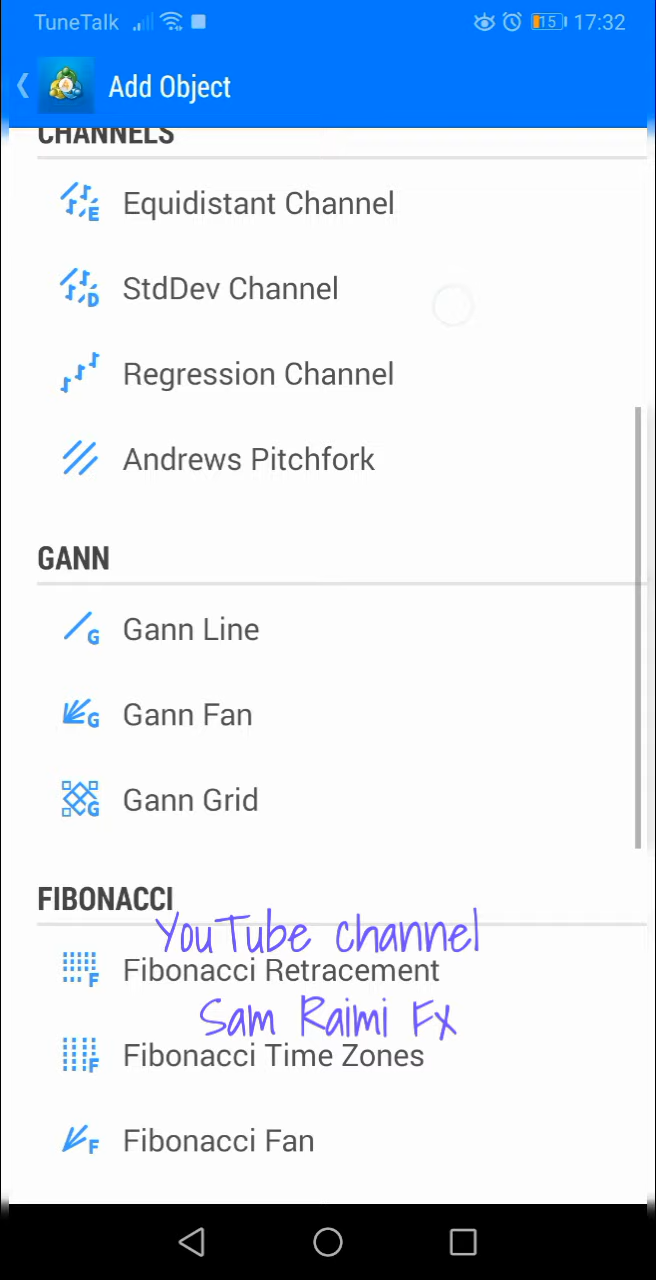 TuneTalk 15 17:32
Add Object
CHANNELS
Equidistant Channel
StdDev Channel
Regression Channel
Andrews Pitchfork
GANN
Gann Line
Gann Fan
Gann Grid
FIBONACCI
YouTube channel
Fibonacci Retracement
Sam Raimi Fx
Fibonacci Time Zones
Fibonacci Fan